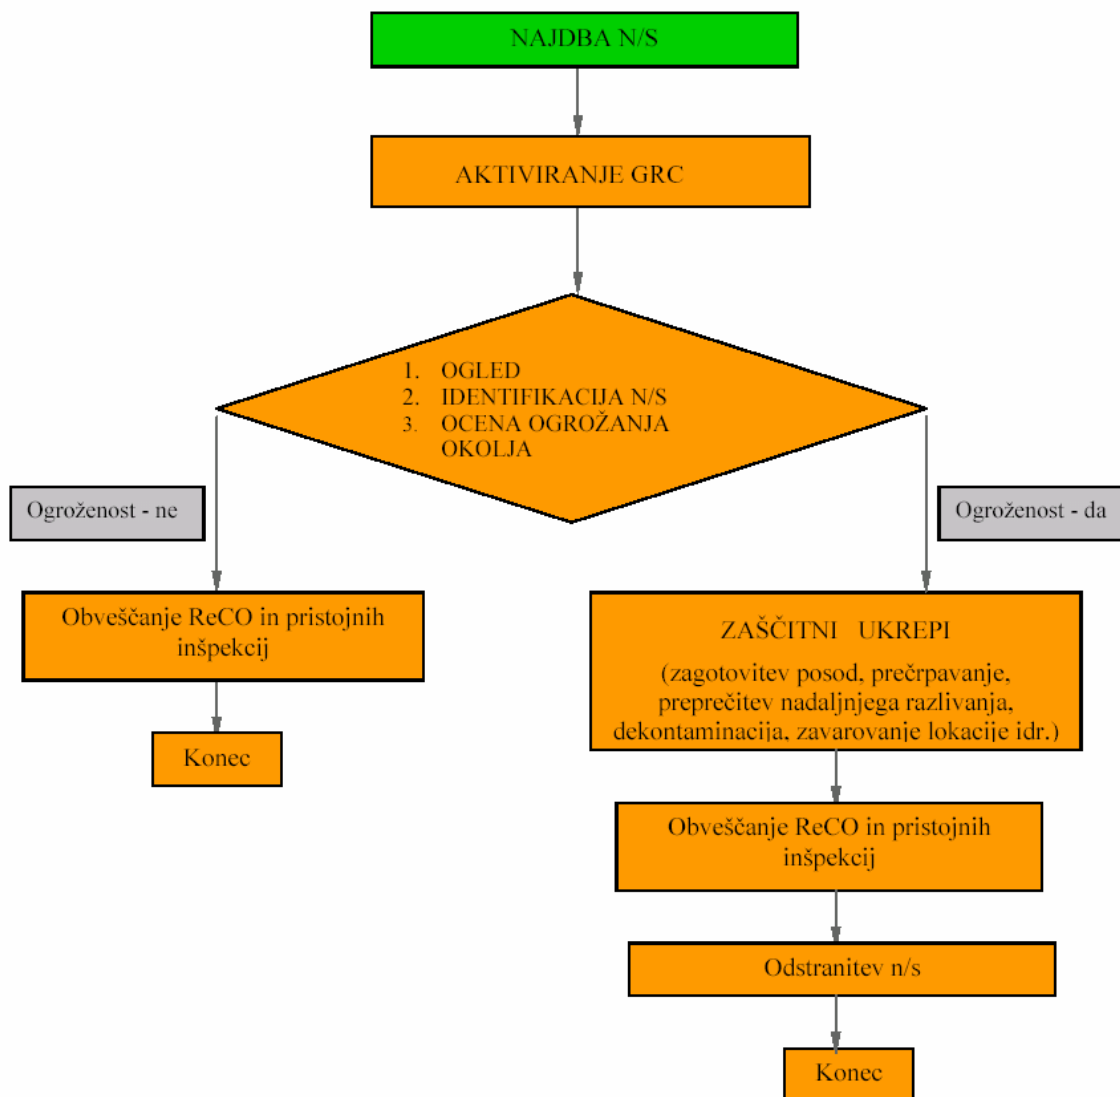 NAJDBA N/S
AKTIVIRANJE GRC
1. OGLED
2. IDENTIFIKACIJA N/S
3. OCENA OGROŽANJA
OKOLJA
Ogroženost - ne
Ogroženost - da
Obveščanje ReCO in pristojnih
inšpekcij
Konec
ZAŠČITNI UKREPI
(zagotovitev posod, prečrpavanje,
preprečitev nadaljnjega razlivanja,
dekontaminacija, zavarovanje lokacije idr.)
Obveščanje ReCO in pristojnih
inšpekcij
Odstranitev n/s
Konec